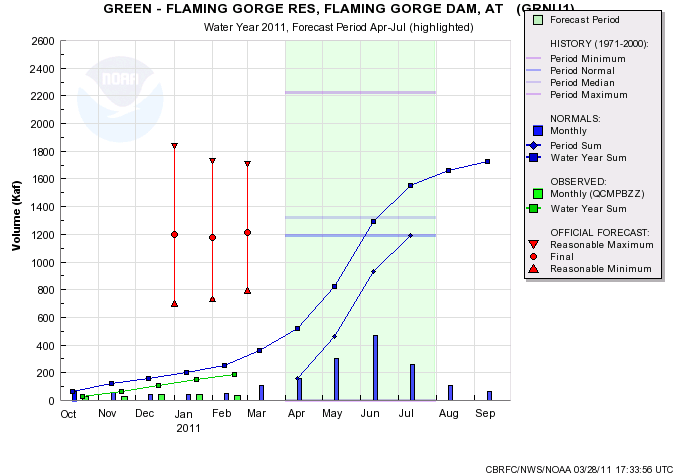 GREEN - FLAMING GORGE RES, FLAMING GORGE DAM, AT (GRNU1)
Water Year 2011, Forecast Period Apr-Jul (highlighted)
Volume (Kaf)
2600
2400
2200
2000
1800
1600
1400
1200
1000
800
600
400
200
0
NOAA
Oct Nov Dec Jan Feb Mar Apr May Jun Jul Aug Sep
2011
Forecast Period
HISTORY (1971-2000):
Period Minimum
Period Normal
Period Median
Period Maximum
NORMALS:
Monthly
Period Sum
Water Year Sum
OBSERVED:
Monthly (QCMPBZZ)
Water Year Sum
OFFICIAL FORECAST:
Reasonable Maximum
Final
Reasonable Minimum
CBRFC/NWS/NOAA 03/28/11 17:33:56 UTC